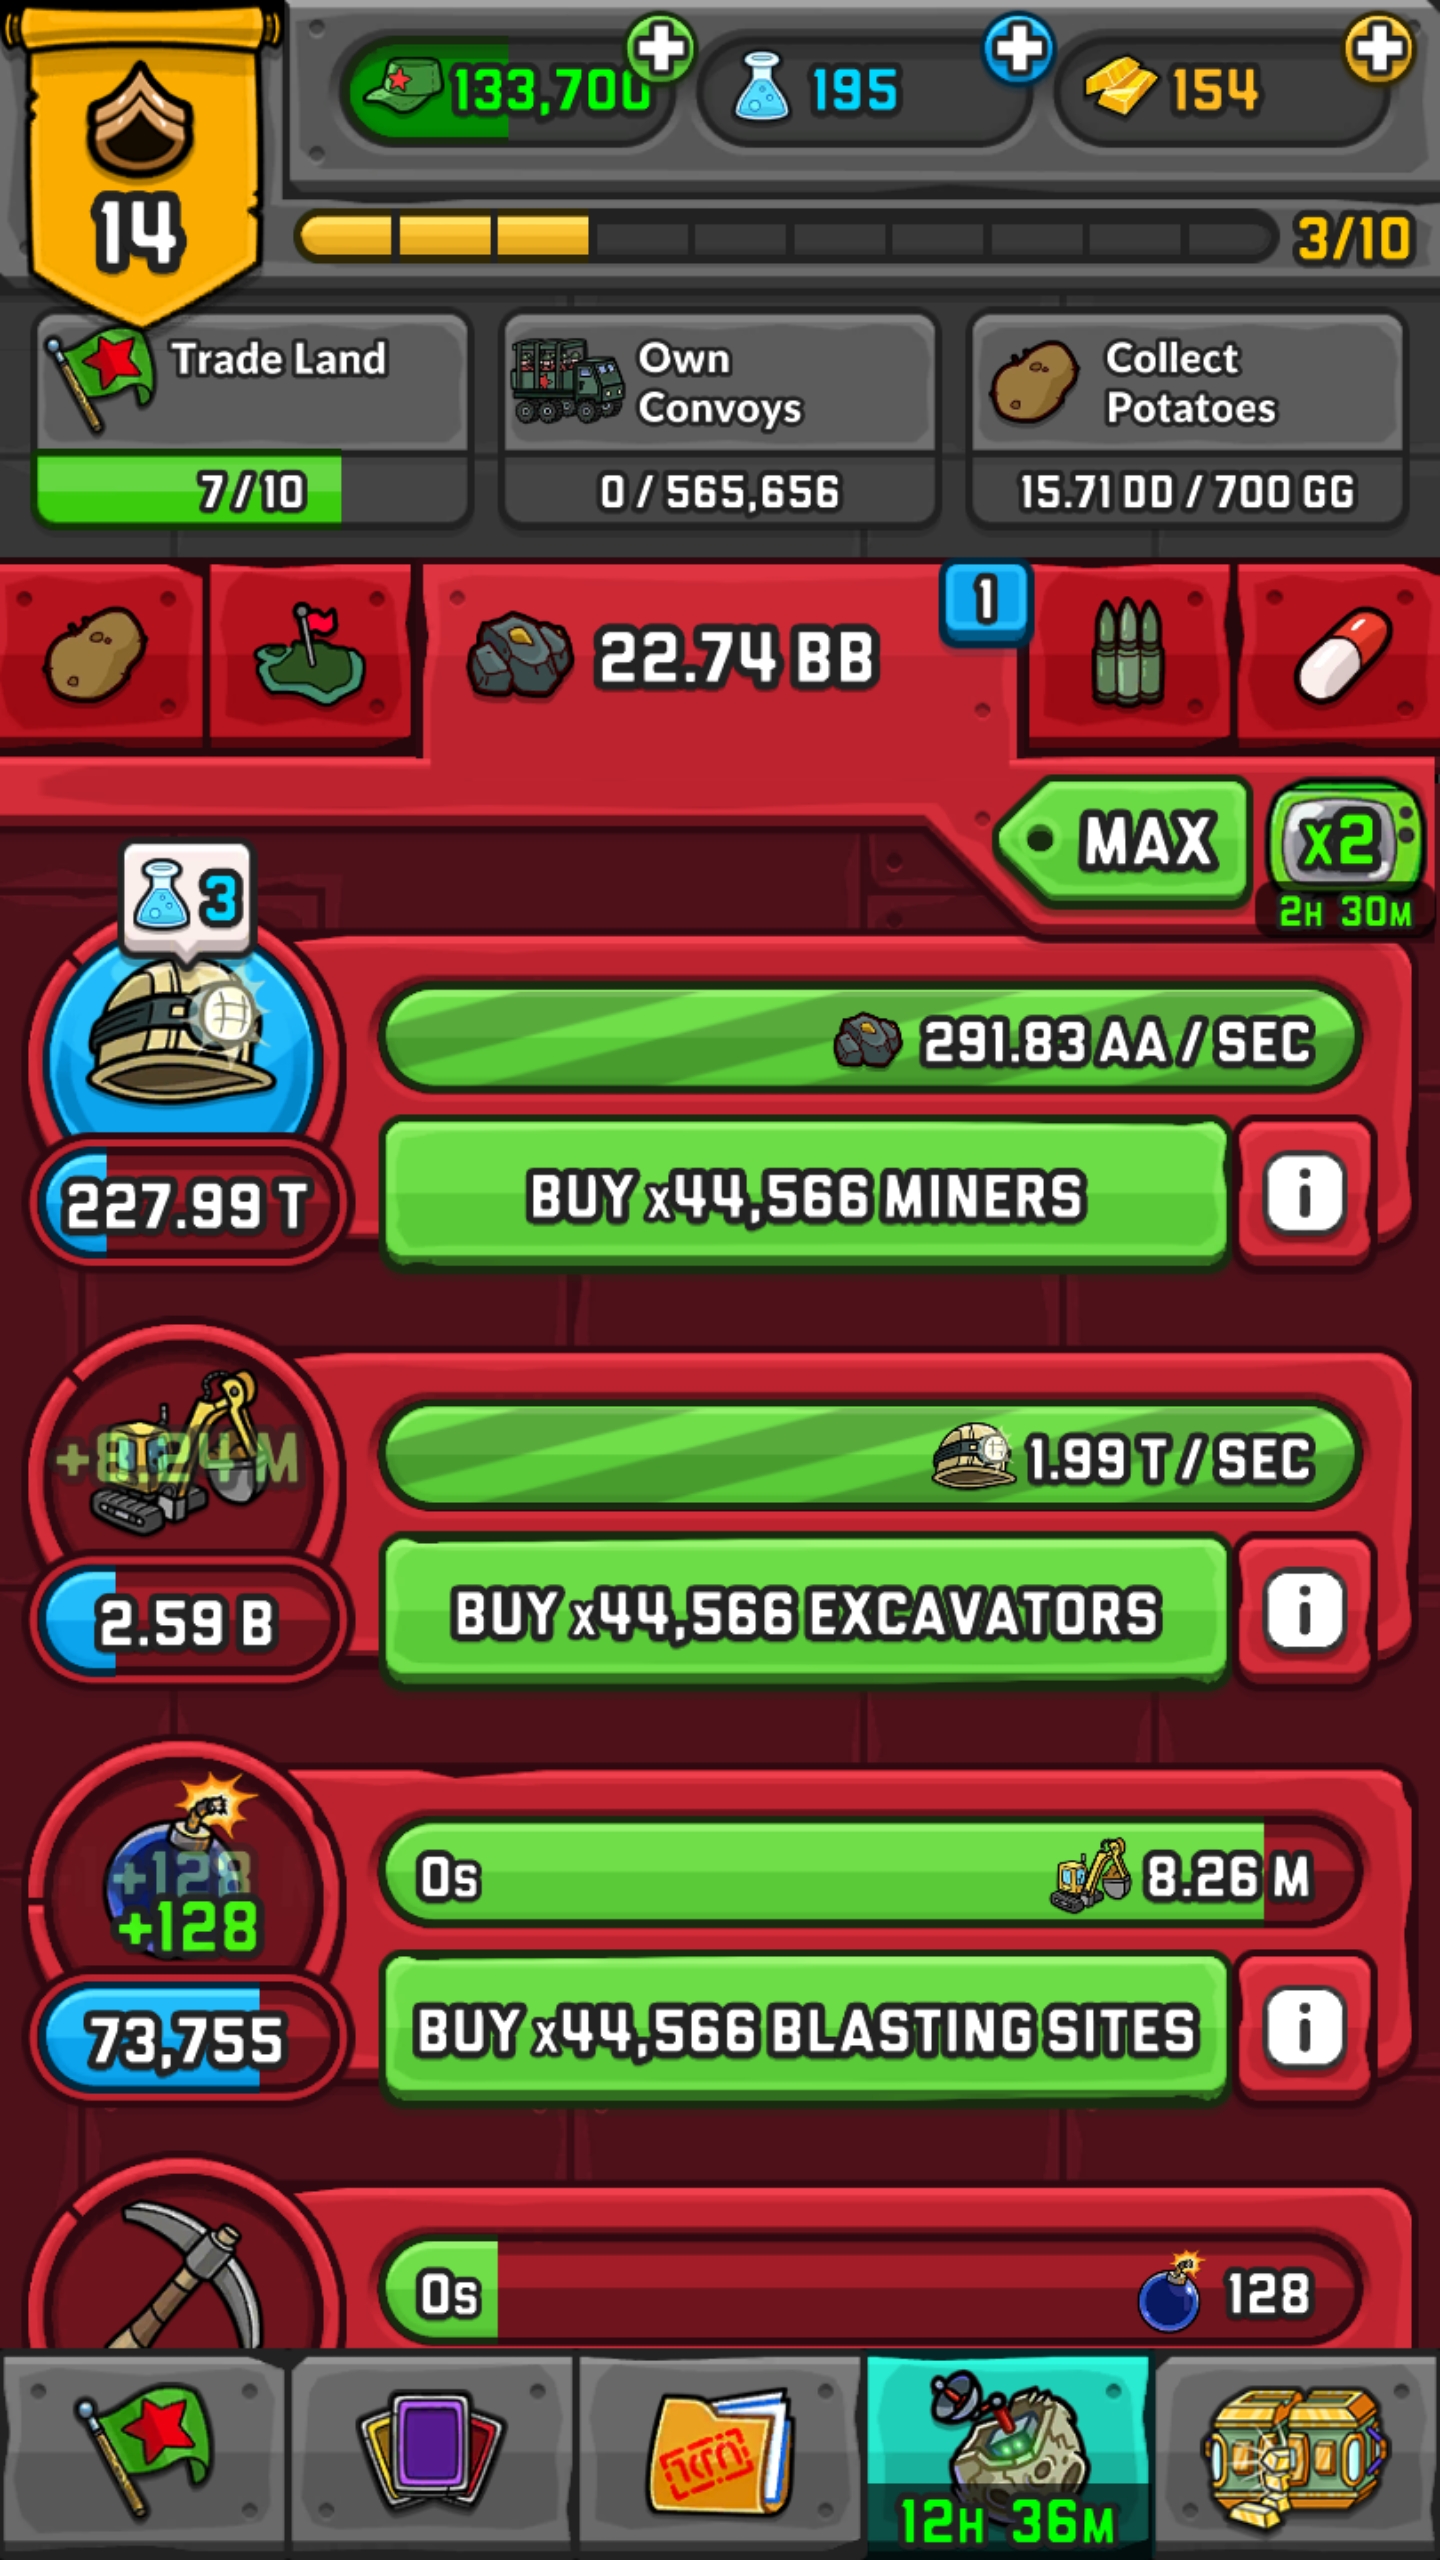 14
133,700
195
154
3/10
Trade Land
7/10
Own
Convoys
0 / 565,656
Collect
Potatoes
15.71 DD / 700 GG
22.74 BB
1
MAX
x2
2H 30M
3
291.83 AA / SEC
227.99 T
BUY x44,566 MINERS
i
+8.24 M
1.99 T / SEC
2.59 B
BUY x44,566 EXCAVATORS
i
+128
+128
0s
8.26 M
73,755
BUY x44,566 BLASTING SITES
i
0s
128
12H 36M